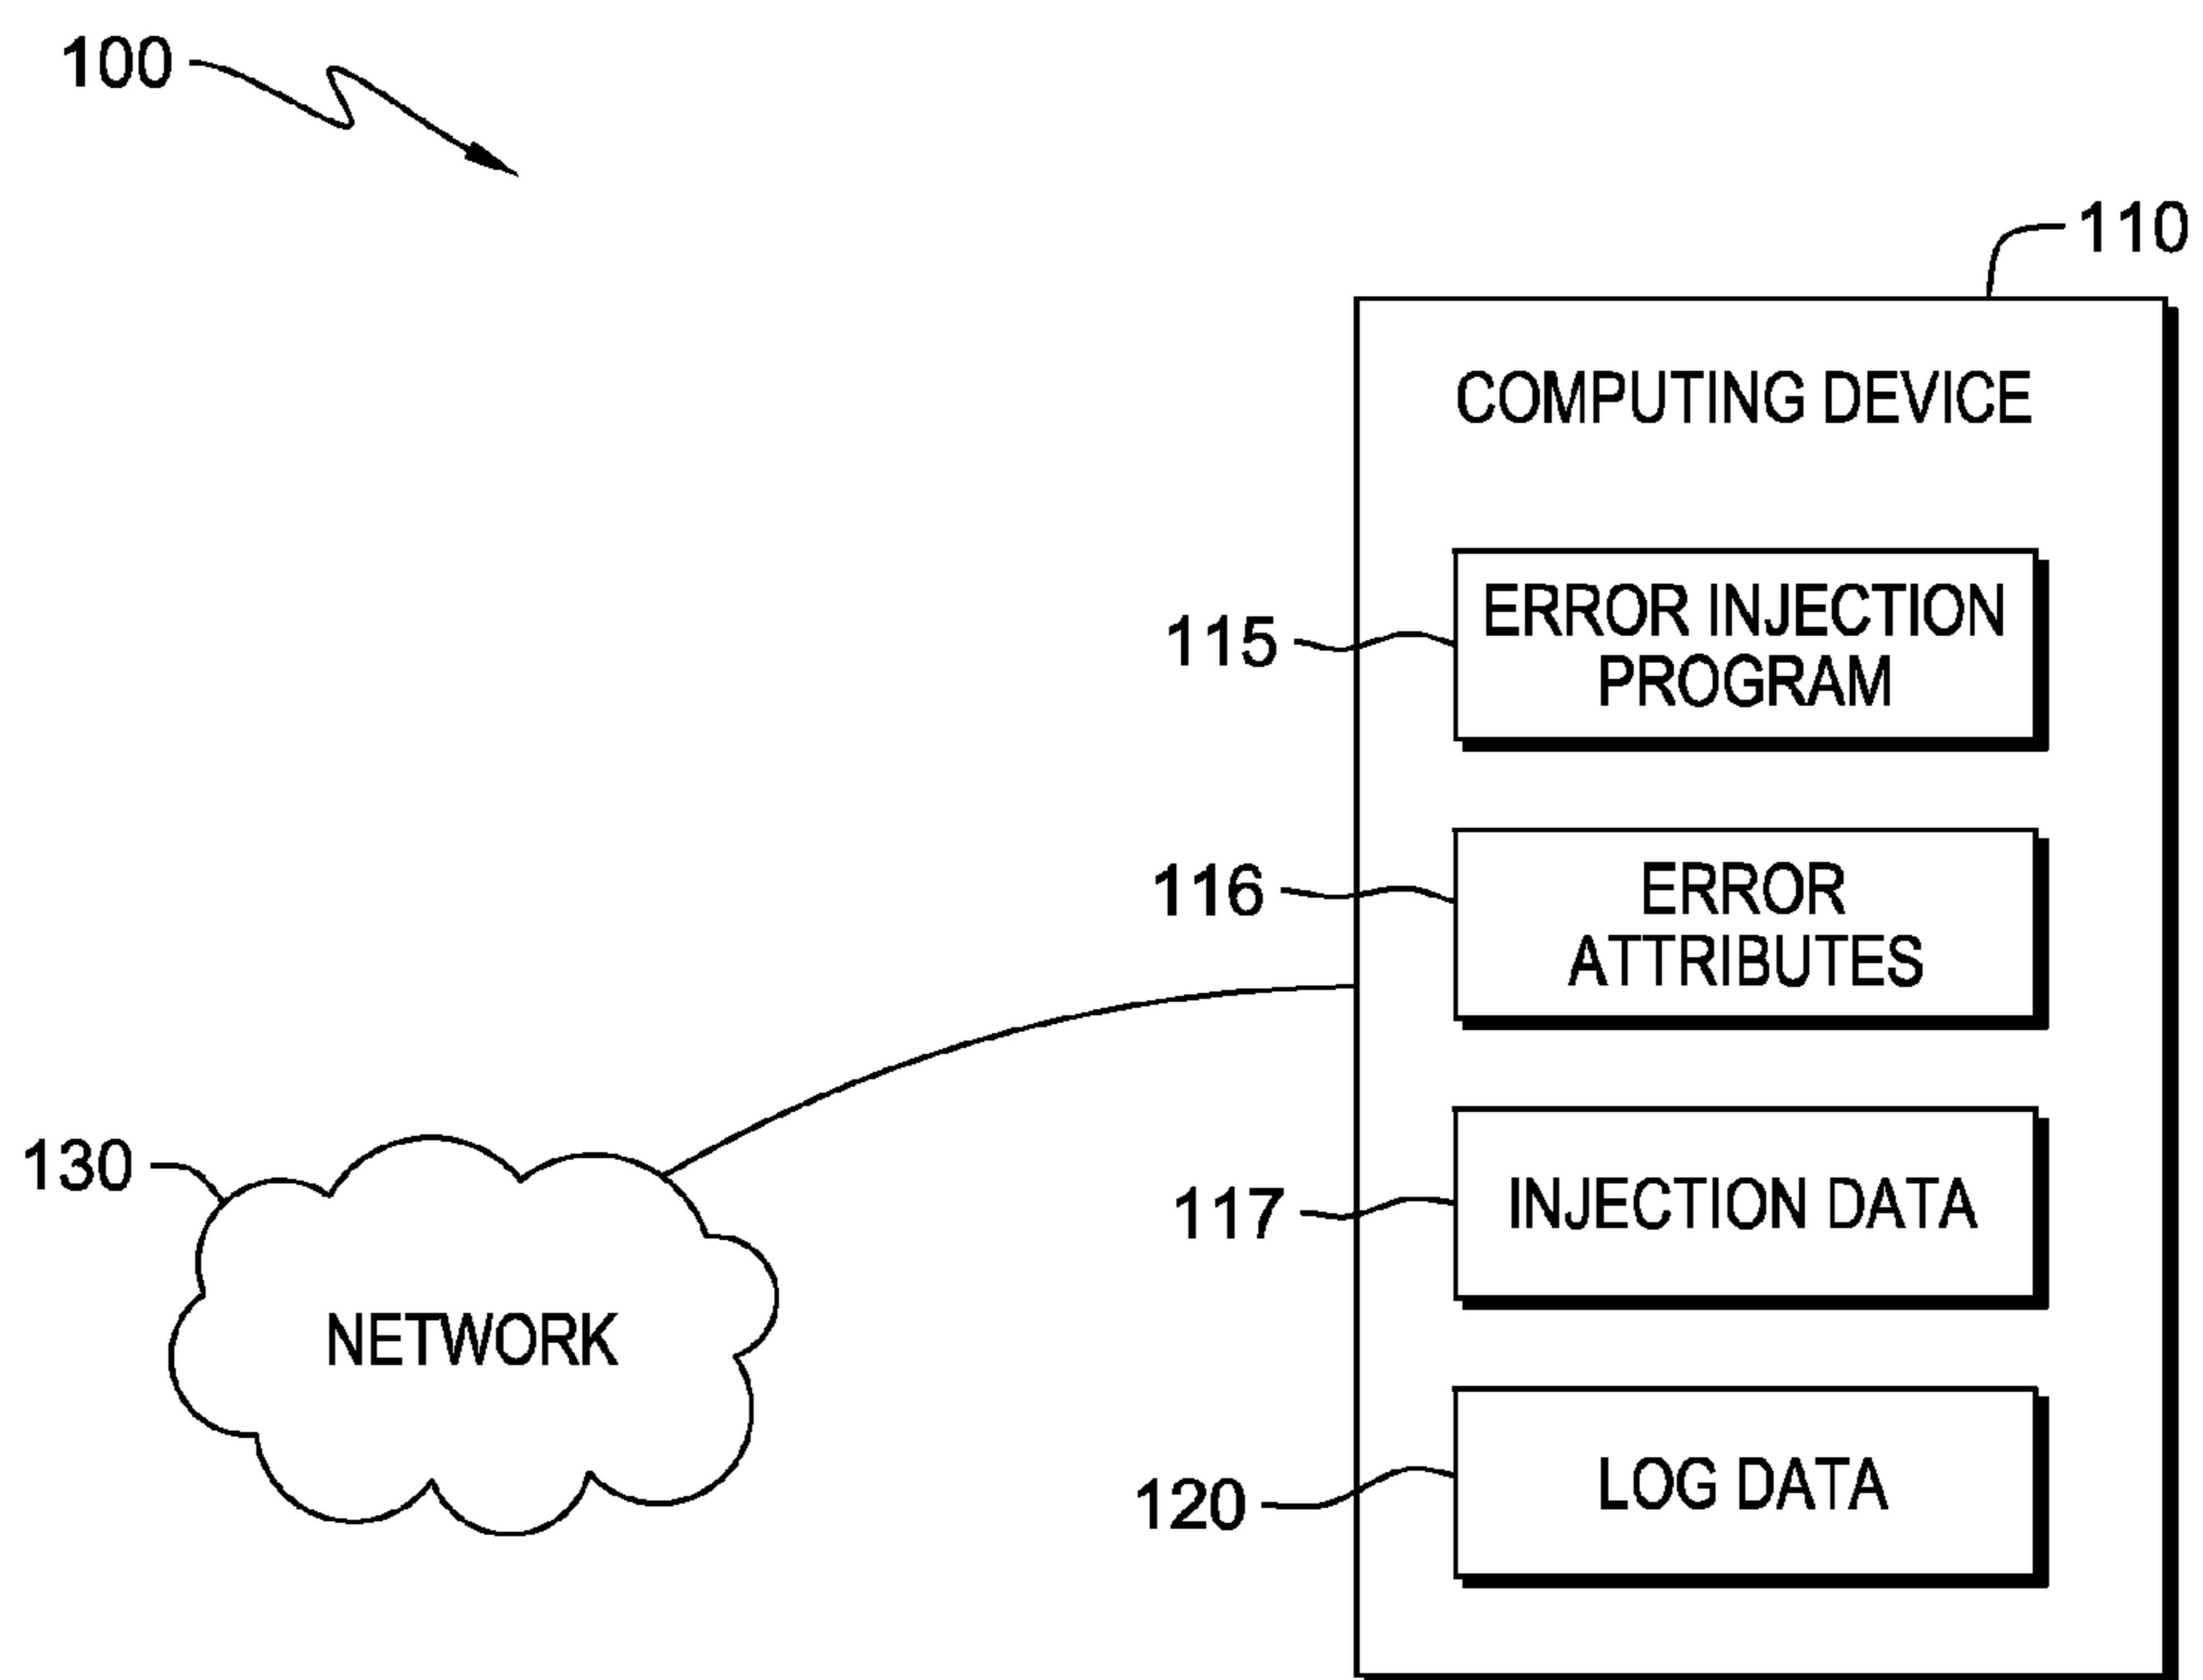 100
110
COMPUTING DEVICE
115
ERROR INJECTION
PROGRAM
116
ERROR
ATTRIBUTES
130
117
INJECTION DATA
NETWORK
120
LOG DATA